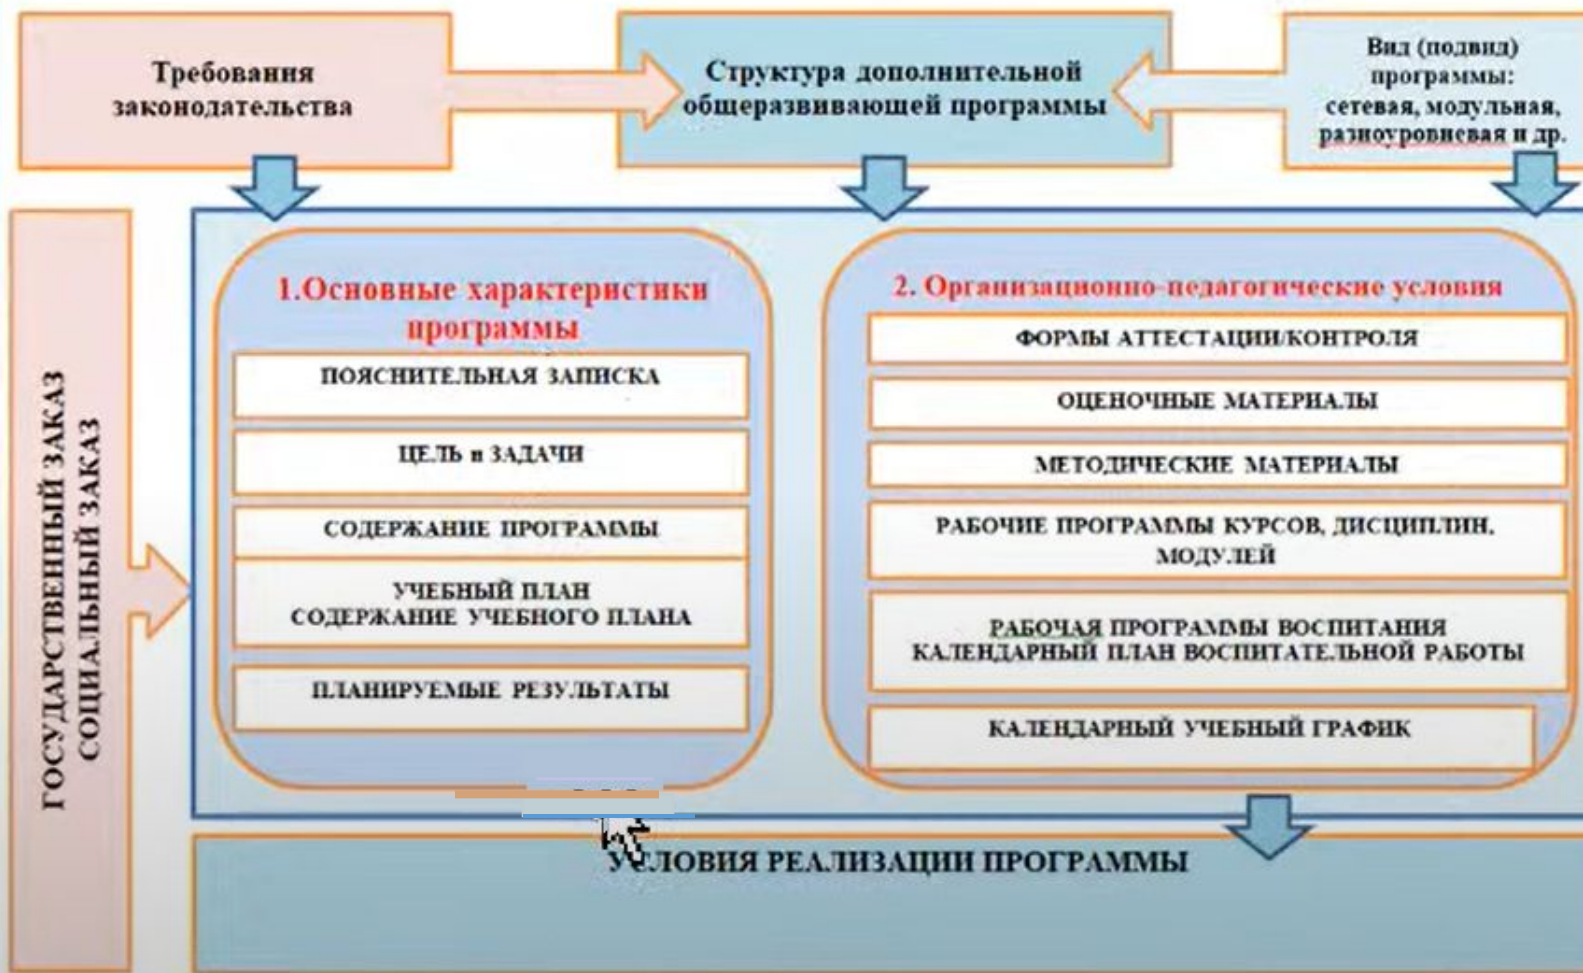 Требования
законодательства
Структура дополнительной
общеразвивающей программы
Вид (подвид)
программы:
сетевая, модульная,
разноуровневая и др.
ГОСУДАРСТВЕННЫЙ ЗАКАЗ
СОЦИАЛЬНЫЙ ЗАКАЗ
1.Основные характеристики
программы
ПОЯСНИТЕЛЬНАЯ ЗАПИСКА
ЦЕЛЬ и ЗАДАЧИ
СОДЕРЖАНИЕ ПРОГРАММЫ
УЧЕБНЫЙ ПЛАН
СОДЕРЖАНИЕ УЧЕБНОГО ПЛАНА
ПЛАНИРУЕМЫЕ РЕЗУЛЬТАТЫ
2. Организационно-педагогические условия
ФОРМЫ АТТЕСТАЦИИ/КОНТРОЛЯ
ОЦЕНОЧНЫЕ МАТЕРИАЛЫ
МЕТОДИЧЕСКИЕ МАТЕРИАЛЫ
РАБОЧИЕ ПРОГРАММЫ КУРСОВ, ДИСЦИПЛИН,
МОДУЛЕЙ
РАБОЧАЯ ПРОГРАММЫ ВОСПИТАНИЯ
КАЛЕНДАРНЫЙ ПЛАН ВОСПИТАТЕЛЬНОЙ РАБОТЫ
КАЛЕНДАРНЫЙ УЧЕБНЫЙ ГРАФИК
УСЛОВИЯ РЕАЛИЗАЦИИ ПРОГРАММЫ